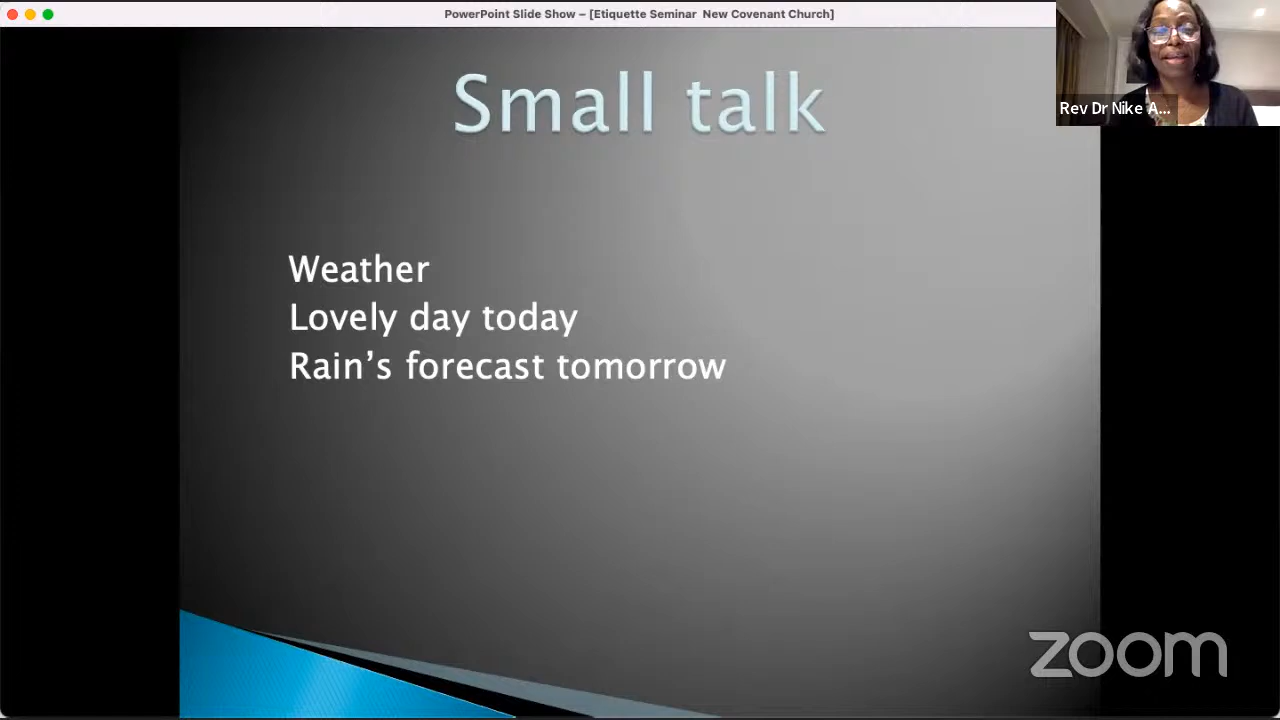 PowerPoint Slide Show – [Etiquette Seminar  New Covenant Church]
Small talk
Rev Dr Nike A...
Weather
Lovely day today
Rain’s forecast tomorrow
zoom